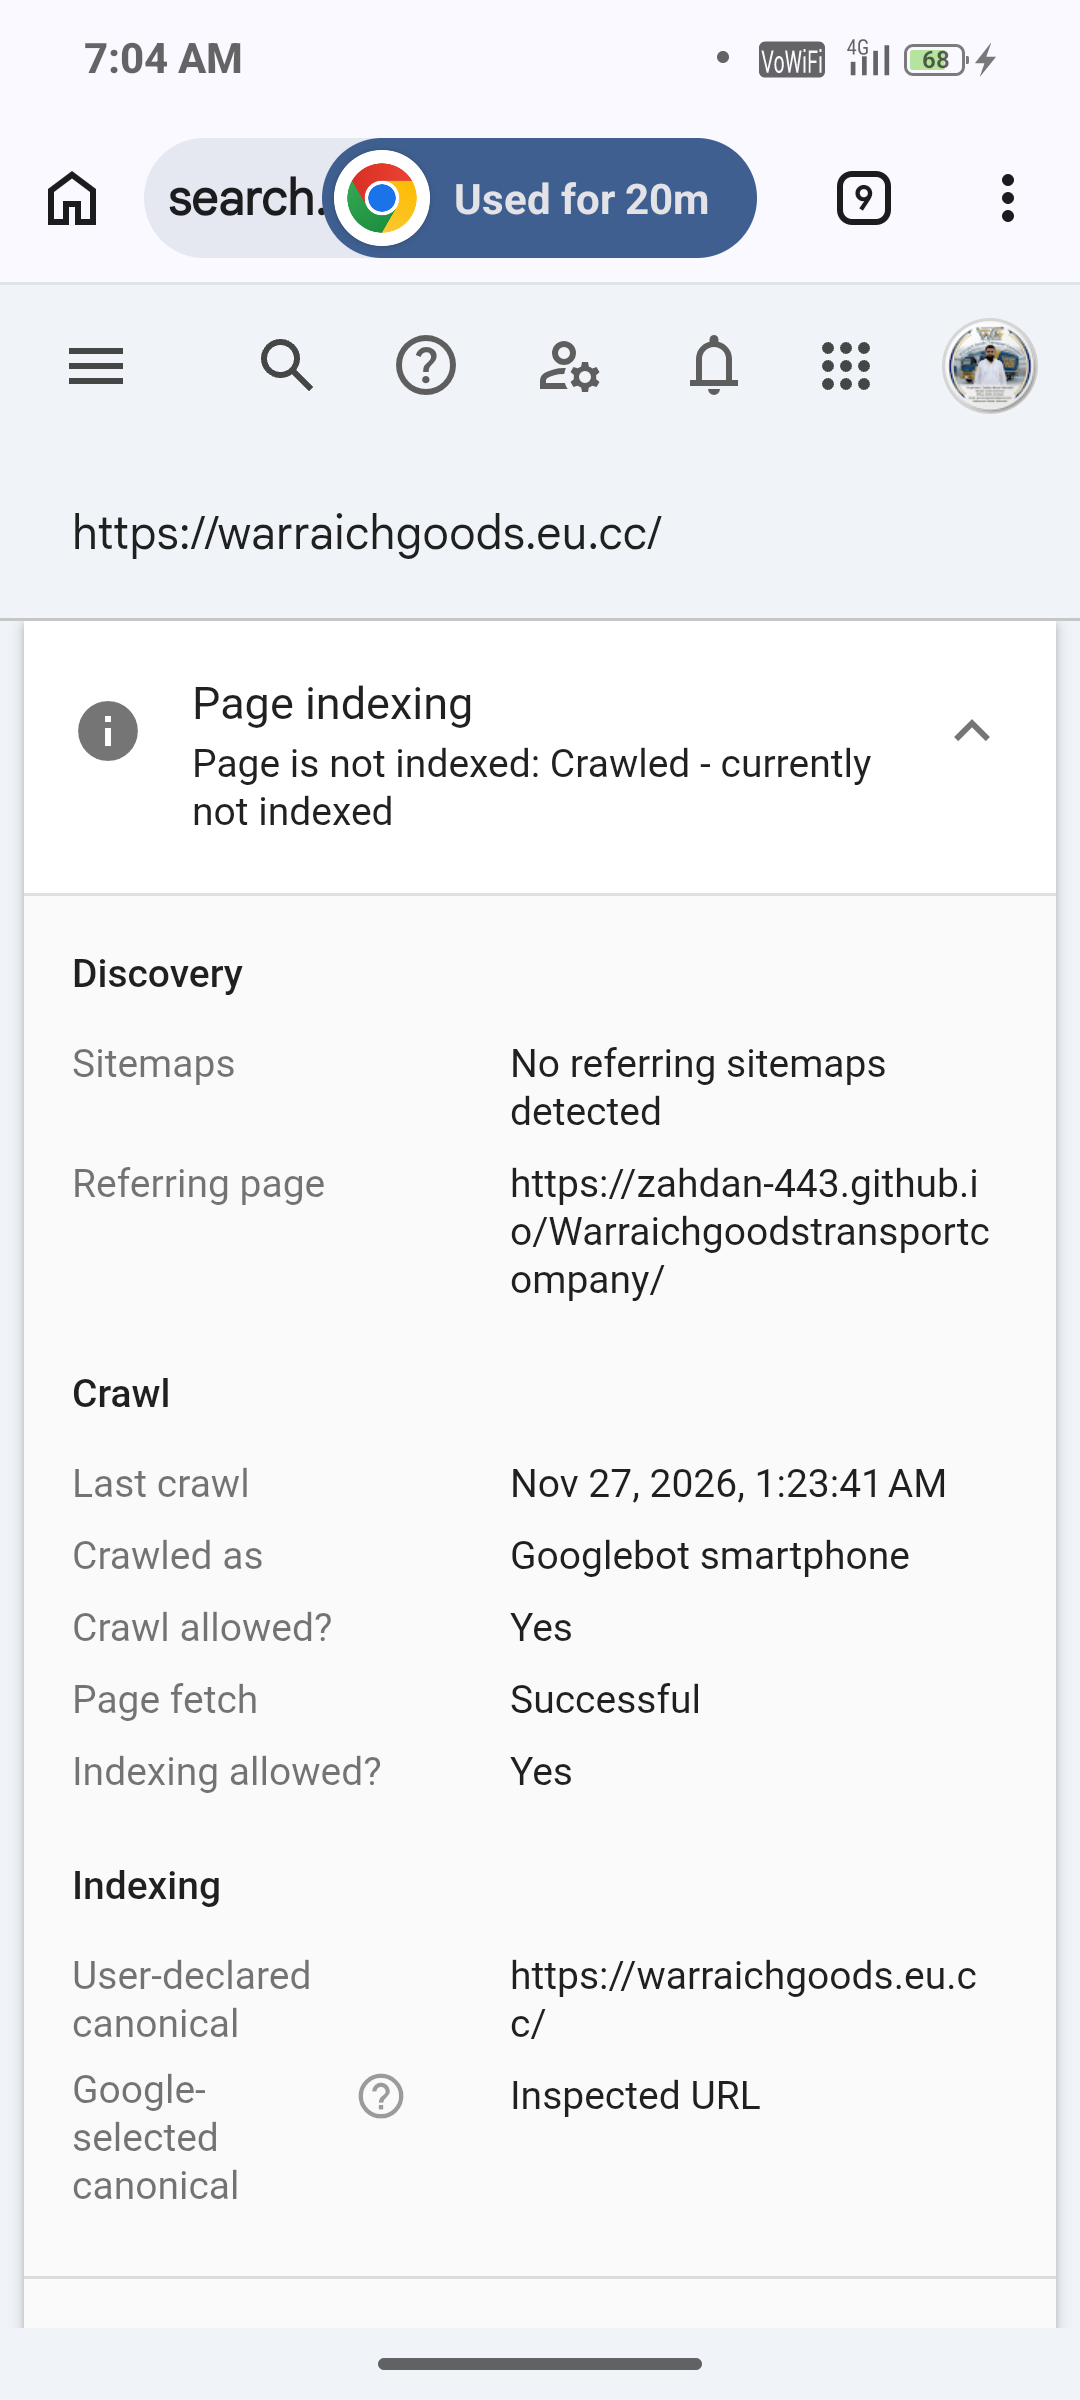 7:04 AM
VoWiFi 4G 68
search. Used for 20m 9
https://warraichgoods.eu.cc/
Page indexing
Page is not indexed: Crawled - currently
not indexed
Discovery
Sitemaps No referring sitemaps
detected
Referring page https://zahdan-443.github.i
o/Warraichgoodstransportc
ompany/
Crawl
Last crawl Nov 27, 2026, 1:23:41 AM
Crawled as Googlebot smartphone
Crawl allowed? Yes
Page fetch Successful
Indexing allowed? Yes
Indexing
User-declared https://warraichgoods.eu.c
canonical c/
Google- Inspected URL
selected
canonical